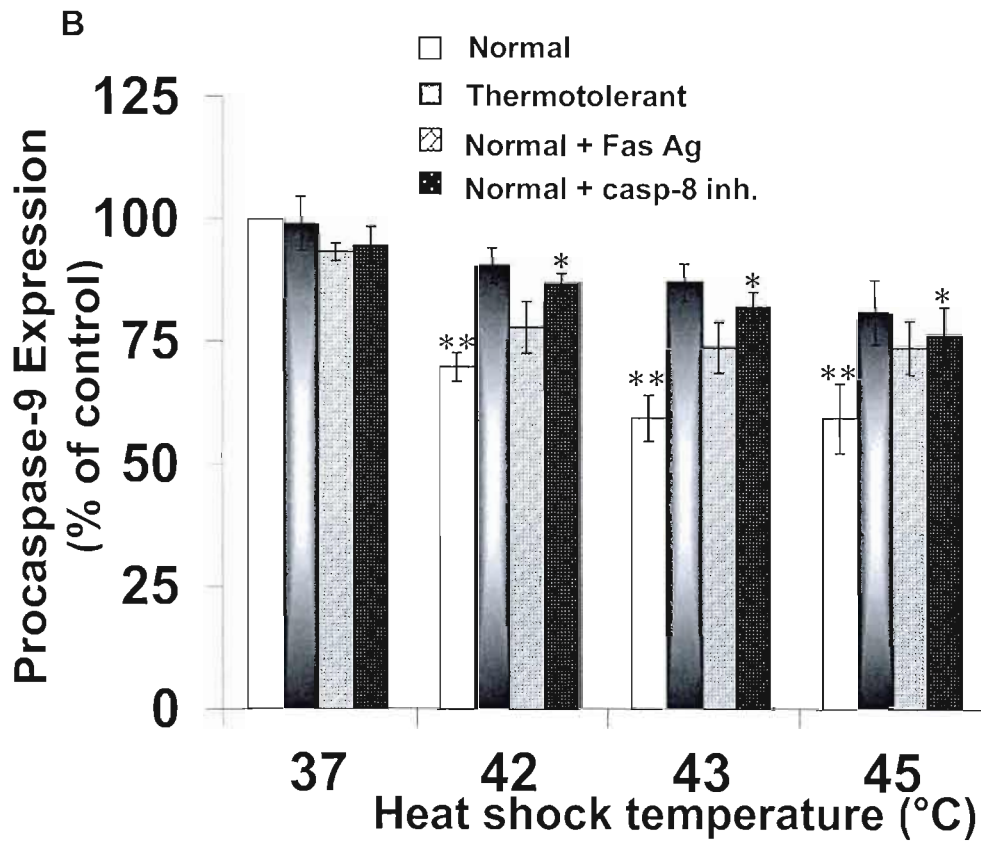 B
Normal
Thermotolerant
Normal + Fas Ag
Normal + casp-8 inh.
Procaspase-9 Expression
(% of control)
125
100
75
50
25
0
**
*
**
*
**
*
37 42 43 45
Heat shock temperature (°C)